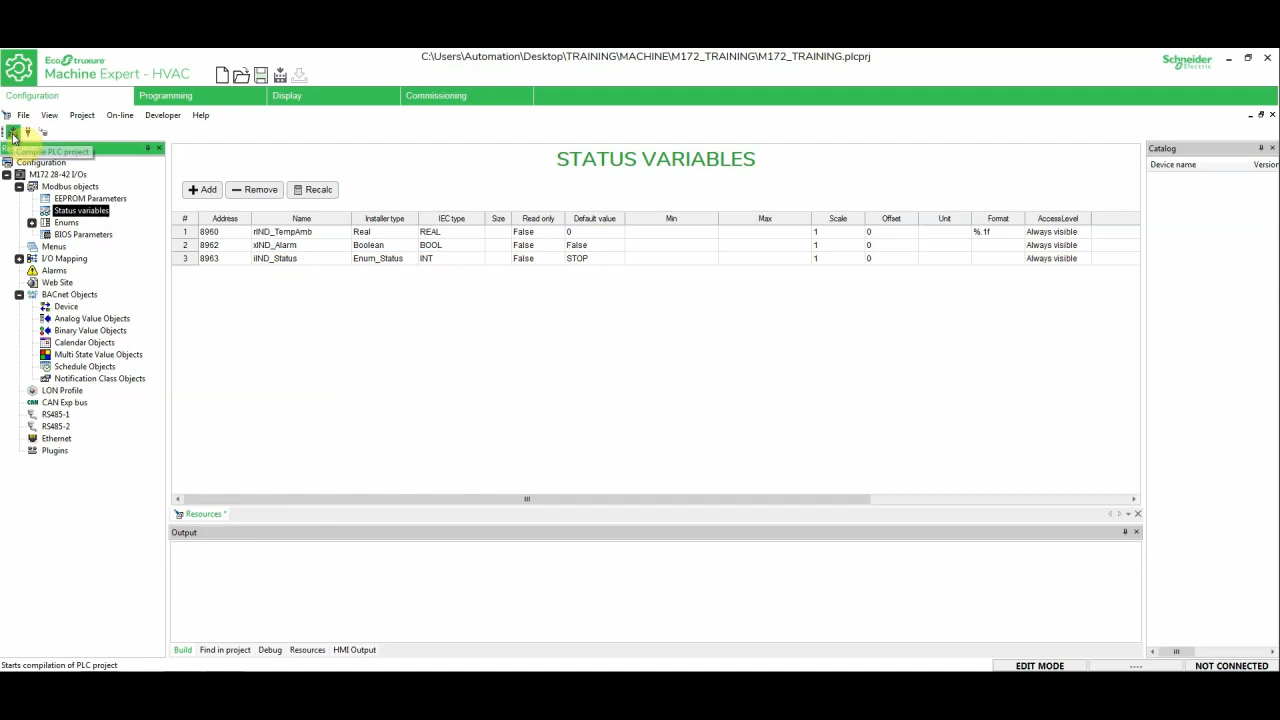 C:\Users\Automation\Desktop\TRAINING\MACHINE\M172_TRAINING\M172_TRAINING.plcprj
EcoStruxure
Machine Expert - HVAC
Schneider Electric
Configuration Programming Display Commissioning
File View Project On-line Developer Help
Compile PLC project
Configuration
M172 28-42 I/Os
Modbus objects
EEPROM Parameters
Status variables
Enums
BIOS Parameters
Menus
I/O Mapping
Alarms
Web Site
BACnet Objects
Device
Analog Value Objects
Binary Value Objects
Calendar Objects
Multi State Value Objects
Schedule Objects
Notification Class Objects
LON Profile
CAN Exp bus
RS485-1
RS485-2
Ethernet
Plugins
STATUS VARIABLES
Add Remove Recalc
# Address Name Installer type IEC type Size Read only Default value Min Max Scale Offset Unit Format AccessLevel
1 8960 rIND_TempAmb Real REAL False 0 1 0 %.1f Always visible
2 8962 xIND_Alarm Boolean BOOL False False 1 0 Always visible
3 8963 iIND_Status Enum_Status INT False STOP 1 0 Always visible
Resources *
Output
Build Find in project Debug Resources HMI Output
Catalog
Device name Version
Starts compilation of PLC project
EDIT MODE ---- NOT CONNECTED